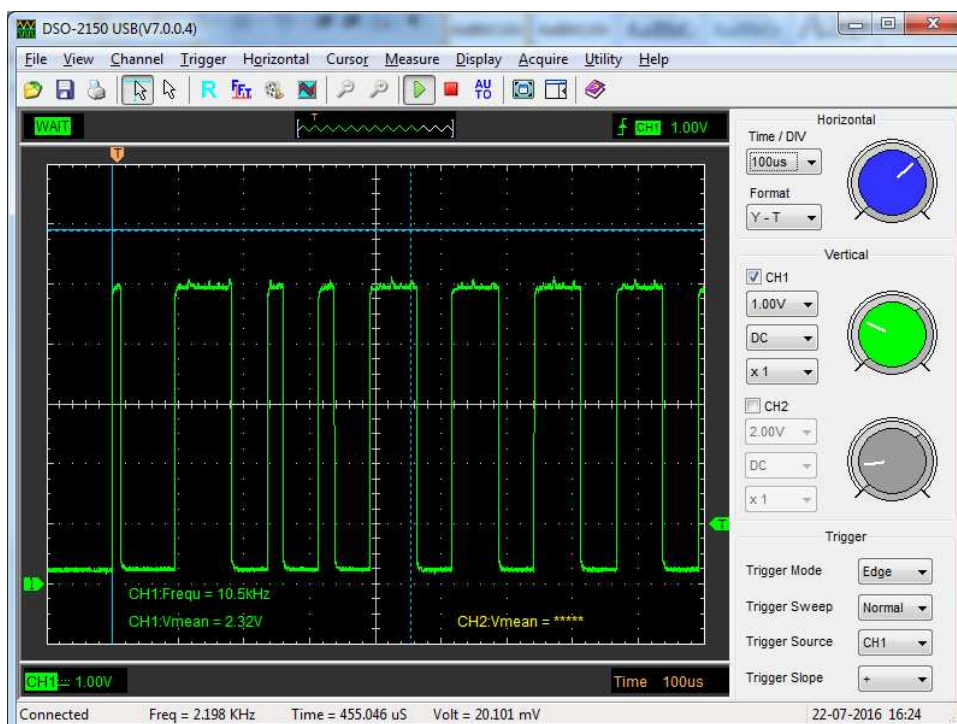 DSO-2150 USB(V7.0.0.4)
File View Channel Trigger Horizontal Cursor Measure Display Acquire Utility Help
R FFT AUTO
WAIT T CH1 1.00V
T
Horizontal
Time / DIV
100us
Format
Y - T
Vertical
CH1
1.00V
DC
x 1
CH2
2.00V
DC
x 1
T
1
CH1:Frequ = 10.5kHz
CH1:Vmean = 2.32V CH2:Vmean = *****
Trigger
Trigger Mode Edge
Trigger Sweep Normal
Trigger Source CH1
Trigger Slope +
CH1 1.00V Time 100us
Connected Freq = 2.198 KHz Time = 455.046 uS Volt = 20.101 mV 22-07-2016 16:24